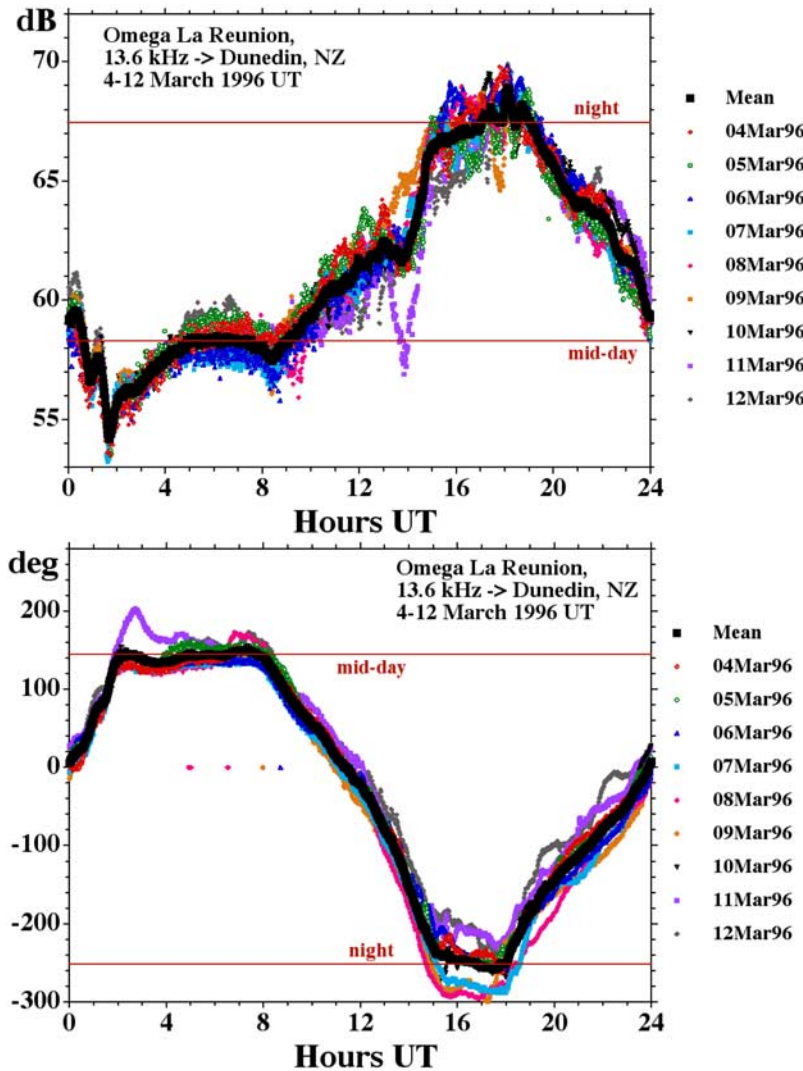 dB
Omega La Reunion,
13.6 kHz -> Dunedin, NZ
4-12 March 1996 UT
70
65
60
55
night
mid-day
0
4
8
12
16
20
24
Hours UT
Mean
04Mar96
05Mar96
06Mar96
07Mar96
08Mar96
09Mar96
10Mar96
11Mar96
12Mar96
deg
Omega La Reunion,
13.6 kHz -> Dunedin, NZ
4-12 March 1996 UT
200
100
0
-100
-200
-300
mid-day
night
0
4
8
12
16
20
24
Hours UT
Mean
04Mar96
05Mar96
06Mar96
07Mar96
08Mar96
09Mar96
10Mar96
11Mar96
12Mar96